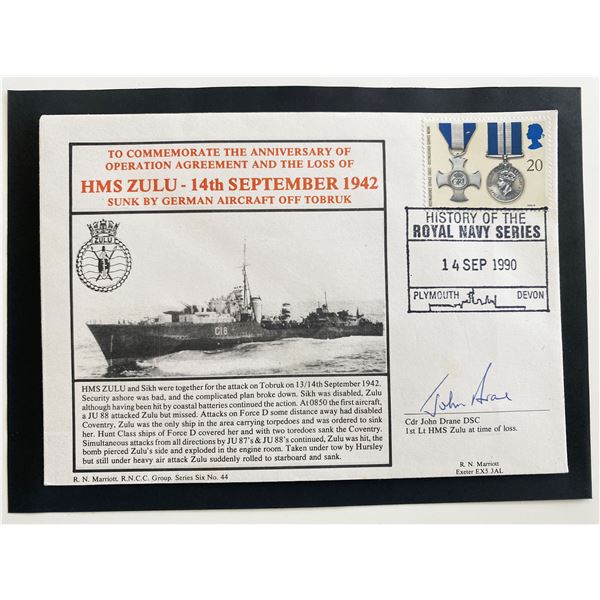 TO COMMEMORATE THE ANNIVERSARY OF
OPERATION AGREEMENT AND THE LOSS OF
HMS ZULU - 14th SEPTEMBER 1942
SUNK BY GERMAN AIRCRAFT OFF TOBRUK
ZULU
G18
HMS ZULU and Sikh were together for the attack on Tobruk on 13/14th September 1942.
Security ashore was bad, and the complicated plan broke down. Sikh was disabled, Zulu
although having been hit by coastal batteries continued the action. At 0850 the first aircraft,
a JU 88 attacked Zulu but missed. Attacks on Force D some distance away had disabled
Coventry, Zulu was the only ship in the area carrying torpedoes and was ordered to sink
her. Hunt Class ships of Force D covered her and with two toredoes sank the Coventry.
Simultaneous attacks from all directions by JU 87's & JU 88's continued, Zulu was hit, the
bomb pierced Zulu's side and exploded in the engine room. Taken under tow by Hursley
but still under heavy air attack Zulu suddenly rolled to starboard and sank.
R. N. Marriott. R.N.C.C. Group. Series Six No. 44
20
HISTORY OF THE
ROYAL NAVY SERIES
14 SEP 1990
PLYMOUTH DEVON
John Drane
Cdr John Drane DSC
1st Lt HMS Zulu at time of loss.
R. N. Marriott
Exeter EX5 3AL